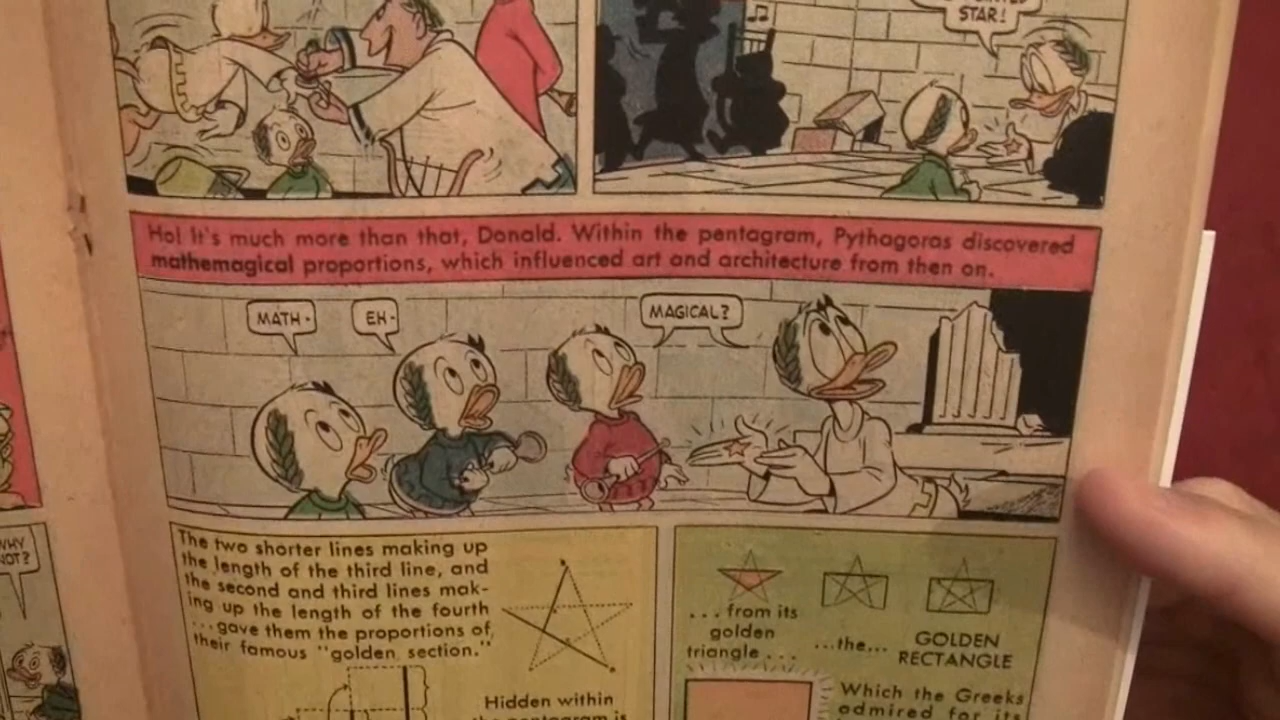 STAR!
Ho! It's much more than that, Donald. Within the pentagram, Pythagoras discovered
mathemagical proportions, which influenced art and architecture from then on.
MATH-
EH-
MAGICAL?
WHY
NOT?
The two shorter lines making up
the length of the third line, and
the second and third lines mak-
ing up the length of the fourth
...gave them the proportions of
their famous "golden section."
Hidden within
the pentagram is
...from its
golden
triangle...
...the...
GOLDEN
RECTANGLE
Which the Greeks
admired for its